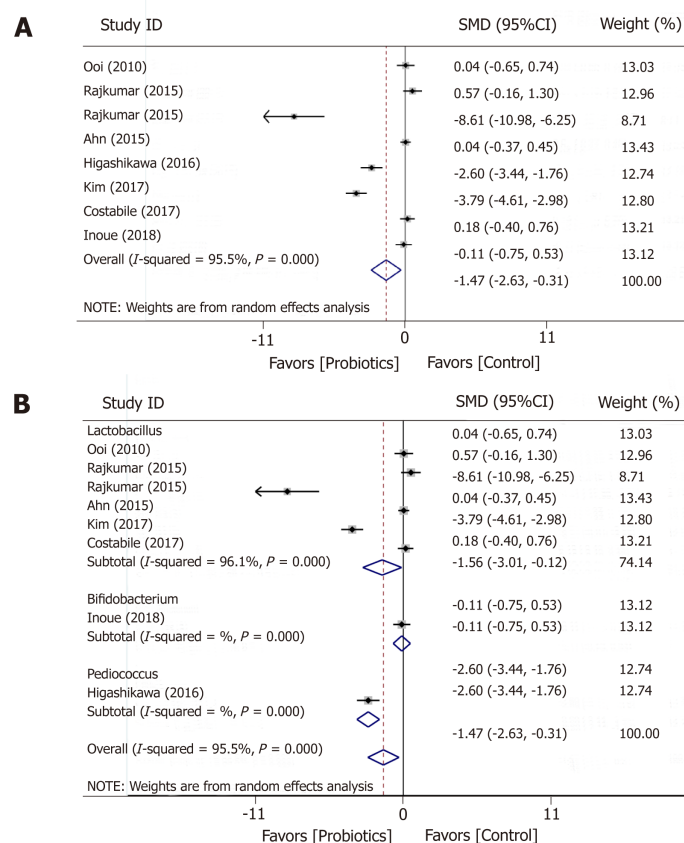 A
Study ID SMD (95%CI) Weight (%)
Ooi (2010) 0.04 (-0.65, 0.74) 13.03
Rajkumar (2015) 0.57 (-0.16, 1.30) 12.96
Rajkumar (2015) -8.61 (-10.98, -6.25) 8.71
Ahn (2015) 0.04 (-0.37, 0.45) 13.43
Higashikawa (2016) -2.60 (-3.44, -1.76) 12.74
Kim (2017) -3.79 (-4.61, -2.98) 12.80
Costabile (2017) 0.18 (-0.40, 0.76) 13.21
Inoue (2018) -0.11 (-0.75, 0.53) 13.12
Overall (I-squared = 95.5%, P = 0.000) -1.47 (-2.63, -0.31) 100.00
NOTE: Weights are from random effects analysis
-11 0 11
Favors [Probiotics] Favors [Control]
B
Study ID SMD (95%CI) Weight (%)
Lactobacillus
Ooi (2010) 0.04 (-0.65, 0.74) 13.03
Rajkumar (2015) 0.57 (-0.16, 1.30) 12.96
Rajkumar (2015) -8.61 (-10.98, -6.25) 8.71
Ahn (2015) 0.04 (-0.37, 0.45) 13.43
Kim (2017) -3.79 (-4.61, -2.98) 12.80
Costabile (2017) 0.18 (-0.40, 0.76) 13.21
Subtotal (I-squared = 96.1%, P = 0.000) -1.56 (-3.01, -0.12) 74.14
Bifidobacterium
Inoue (2018) -0.11 (-0.75, 0.53) 13.12
Subtotal (I-squared = %, P = 0.000) -0.11 (-0.75, 0.53) 13.12
Pediococcus
Higashikawa (2016) -2.60 (-3.44, -1.76) 12.74
Subtotal (I-squared = %, P = 0.000) -2.60 (-3.44, -1.76) 12.74
Overall (I-squared = 95.5%, P = 0.000) -1.47 (-2.63, -0.31) 100.00
NOTE: Weights are from random effects analysis
-11 0 11
Favors [Probiotics] Favors [Control]